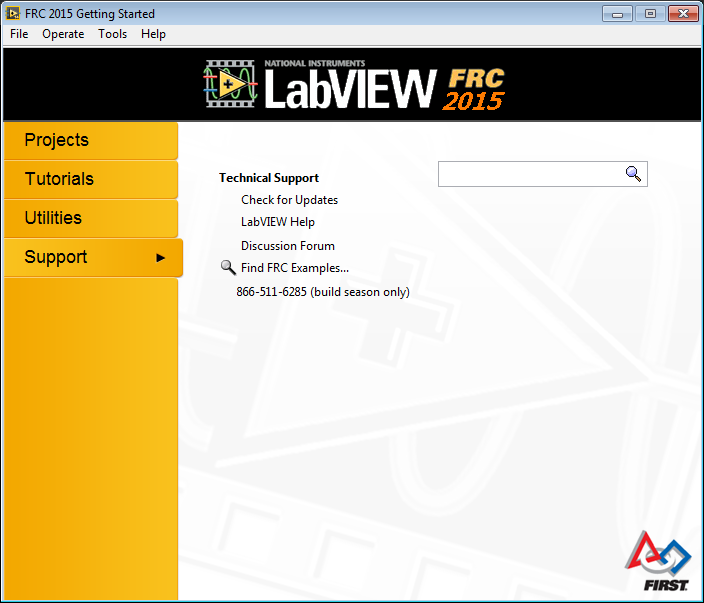 FRC 2015 Getting Started
File Operate Tools Help
NATIONAL INSTRUMENTS
LabVIEW FRC 2015
Projects
Tutorials
Utilities
Support
Technical Support
Check for Updates
LabVIEW Help
Discussion Forum
Find FRC Examples...
866-511-6285 (build season only)
FIRST